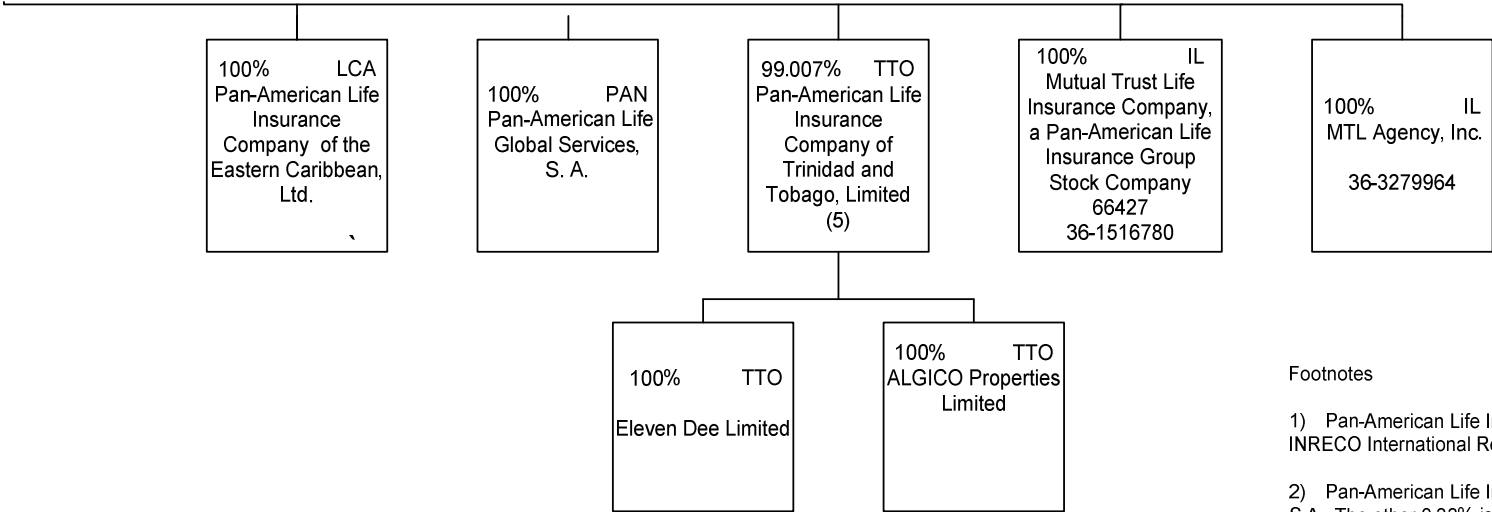 100% LCA
Pan-American Life
Insurance
Company of the
Eastern Caribbean,
Ltd.
`
100% PAN
Pan-American Life
Global Services,
S. A.
99.007% TTO
Pan-American Life
Insurance
Company of
Trinidad and
Tobago, Limited
(5)
100% IL
Mutual Trust Life
Insurance Company,
a Pan-American Life
Insurance Group
Stock Company
66427
36-1516780
100% IL
MTL Agency, Inc.
36-3279964
100% TTO
Eleven Dee Limited
100% TTO
ALGICO Properties
Limited
Footnotes
1) Pan-American Life
INRECO International
2) Pan-American Life